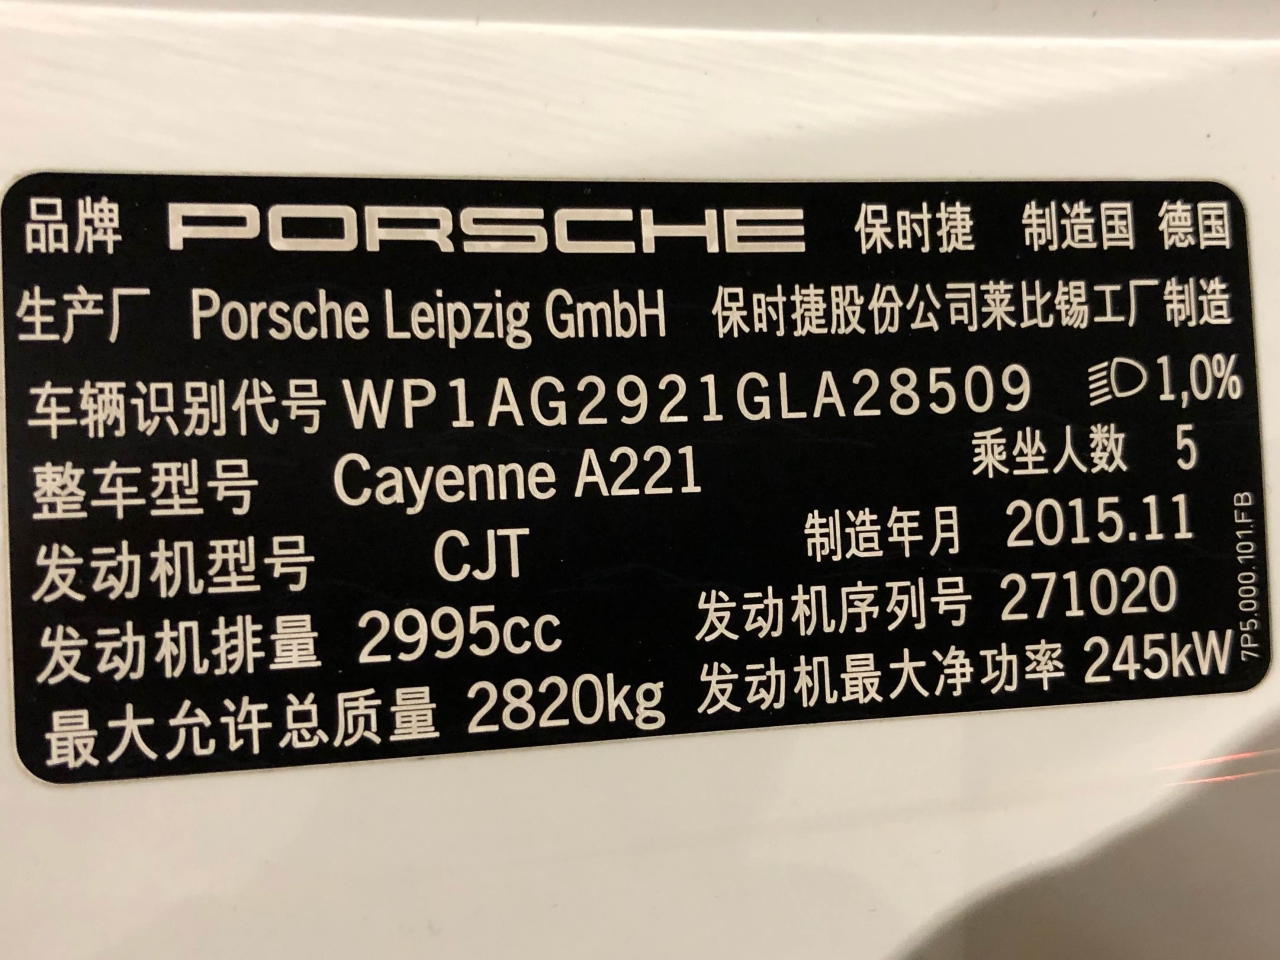 品牌 PORSCHE 保时捷 制造国 德国
生产厂 Porsche Leipzig GmbH 保时捷股份公司莱比锡工厂制造
车辆识别代号 WP1AG2921GLA28509 1,0%
整车型号 Cayenne A221 乘坐人数 5
发动机型号 CJT 制造年月 2015.11
发动机排量 2995cc 发动机序列号 271020
最大允许总质量 2820kg 发动机最大净功率 245kW
7P5.000.101.FB